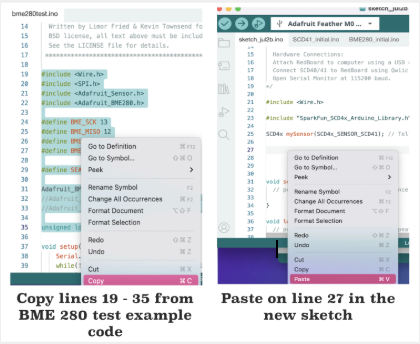 bme280test.ino
14 Written by Limor Fried & Kevin Townsend fo
15 BSD license, all text above must be includ
16 See the LICENSE file for details.
17 ****
18
19 #include <Wire.h>
20 #include <SPI.h>
21 #include <Adafruit_Sensor.h>
22 #include <Adafruit_BME280.h>
23
24 #define BME_SCK 13
25 #define BME_MISO 12
26 #define BME
27 #define BME
28
29 #define SEA
30
31 Adafruit_BM
32 //Adafruit_
33 //Adafruit_
34
35 unsigned lo
36
37 void setup(
38 Serial.
39 while(!
Go to Definition ⌘F12
Go to Symbol... ⇧⌘O
Peek >
Rename Symbol F2
Change All Occurrences ⌘F2
Format Document ⌥⇧F
Format Selection
Redo ⇧⌘Z
Undo ⌘Z
Cut ⌘X
Copy ⌘C
Copy lines 19 - 35 from
BME 280 test example
code
Adafruit Feather M0 ...
sketch_jul2b.ino SCD41_initial.ino BME280_initial.ino
15 Hardware Connections:
16 Attach RedBoard to computer using a USB
17 Connect SCD40/41 to RedBoard using Qwiic
18 Open Serial Monitor at 115200 baud.
19 */
20
21 #include <Wire.h>
22
23 #include "SparkFun_SCD4x_Arduino_Library.h"
24
25 SCD4x mySensor(SCD4x_SENSOR_SCD41); // Tel
26
27
28
31 void s
32 // p
33
34 }
35
36 void l
37 // p
Go to Definition ⌘F12
Go to Symbol... ⇧⌘O
Peek >
Rename Symbol F2
Change All Occurrences ⌘F2
Format Document ⌥⇧F
Format Selection
Redo ⇧⌘Z
Undo ⌘Z
Cut ⌘X
Copy ⌘C
Paste ⌘V
Paste on line 27 in the
new sketch